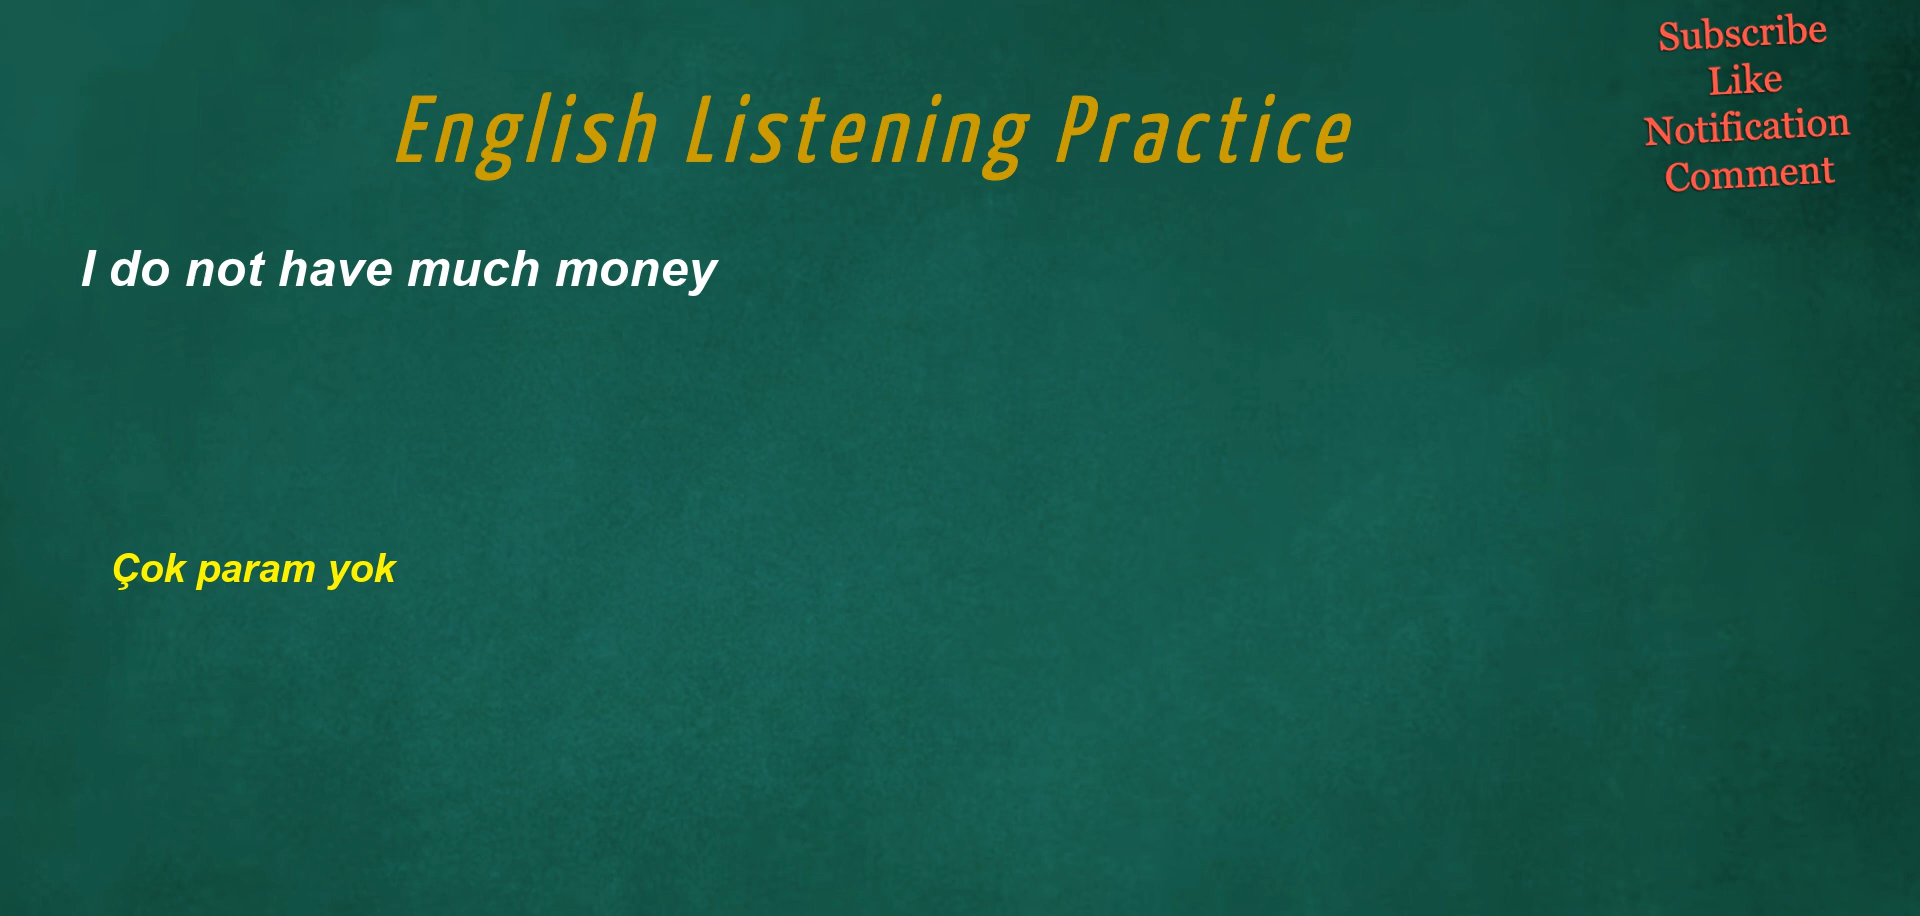 English Listening Practice
Subscribe
Like
Notification
Comment
I do not have much money
Çok param yok